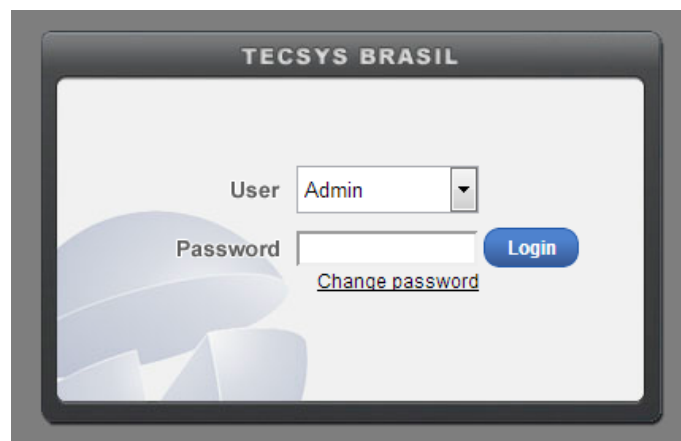 TECSYS BRASIL
User Admin
Password Login
Change password